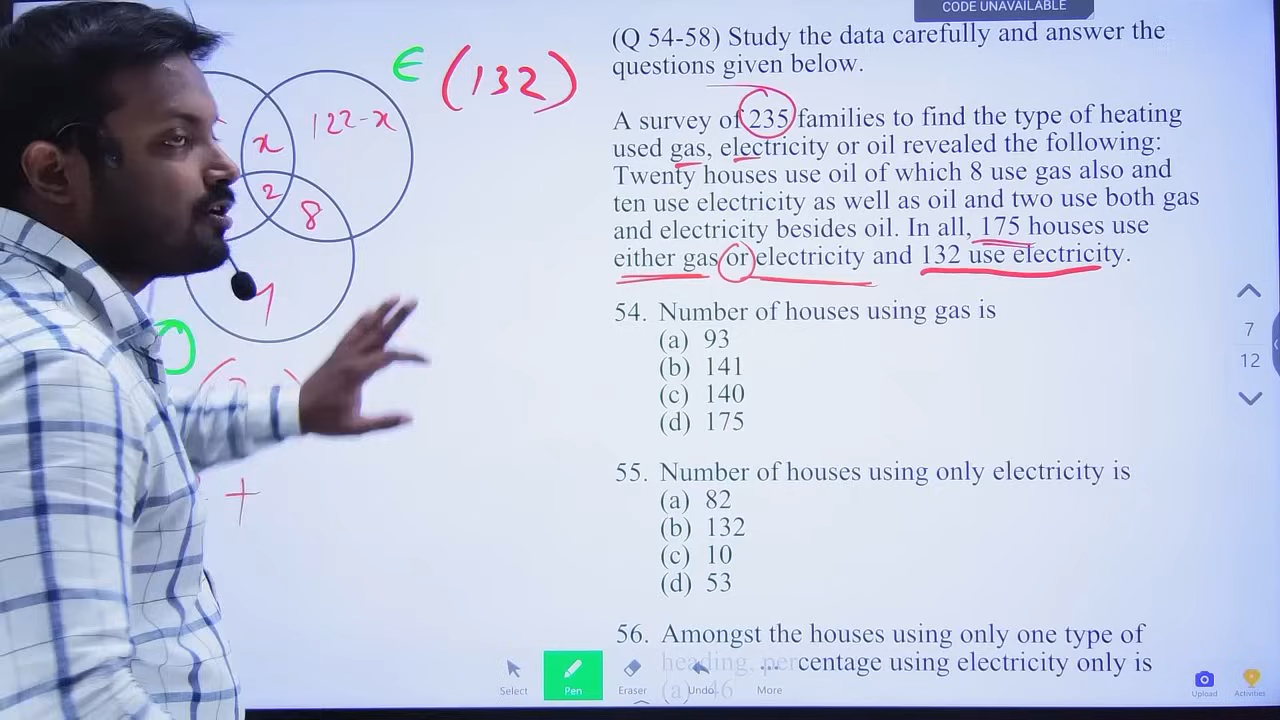 CODE UNAVAILABLE
(Q 54-58) Study the data carefully and answer the
questions given below.
A survey of 235 families to find the type of heating
used gas, electricity or oil revealed the following:
Twenty houses use oil of which 8 use gas also and
ten use electricity as well as oil and two use both gas
and electricity besides oil. In all, 175 houses use
either gas or electricity and 132 use electricity.
54. Number of houses using gas is
(a) 93
(b) 141
(c) 140
(d) 175
55. Number of houses using only electricity is
(a) 82
(b) 132
(c) 10
(d) 53
56. Amongst the houses using only one type of
heading, percentage using electricity only is
(a) 46
E (132)
122-x
x
2
8
+
7
12
Select
Pen
Eraser
Undo
More
Upload
Activities